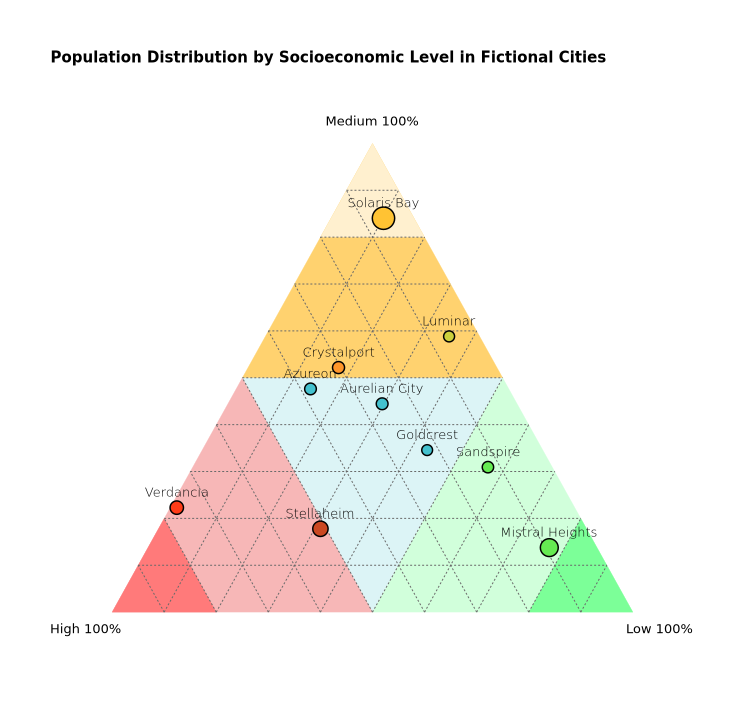 Population Distribution by Socioeconomic Level in Fictional Cities
Medium 100%
Solaris Bay
Luminar
Crystalport
Azureon
Aurelian City
Goldcrest
Sandspire
Verdancia
Stellaheim
Mistral Heights
High 100%
Low 100%